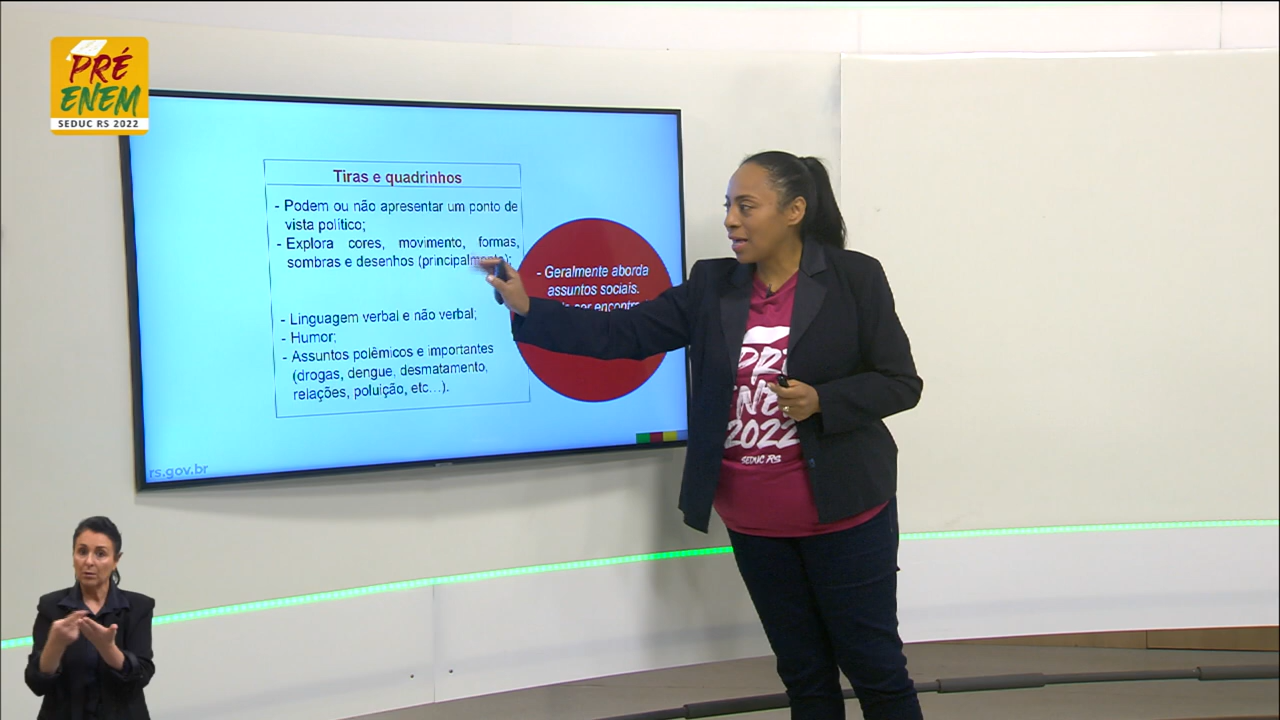 PRÉ
ENEM
SEDUC RS 2022
Tiras e quadrinhos
- Podem ou não apresentar um ponto de
vista político;
- Explora cores, movimento, formas,
sombras e desenhos (principalmente);
- Linguagem verbal e não verbal;
- Humor;
- Assuntos polêmicos e importantes
(drogas, dengue, desmatamento,
relações, poluição, etc…).
- Geralmente aborda
assuntos sociais.
ser
rs.gov.br
PRÉ
ENEM
2022
SEDUC RS